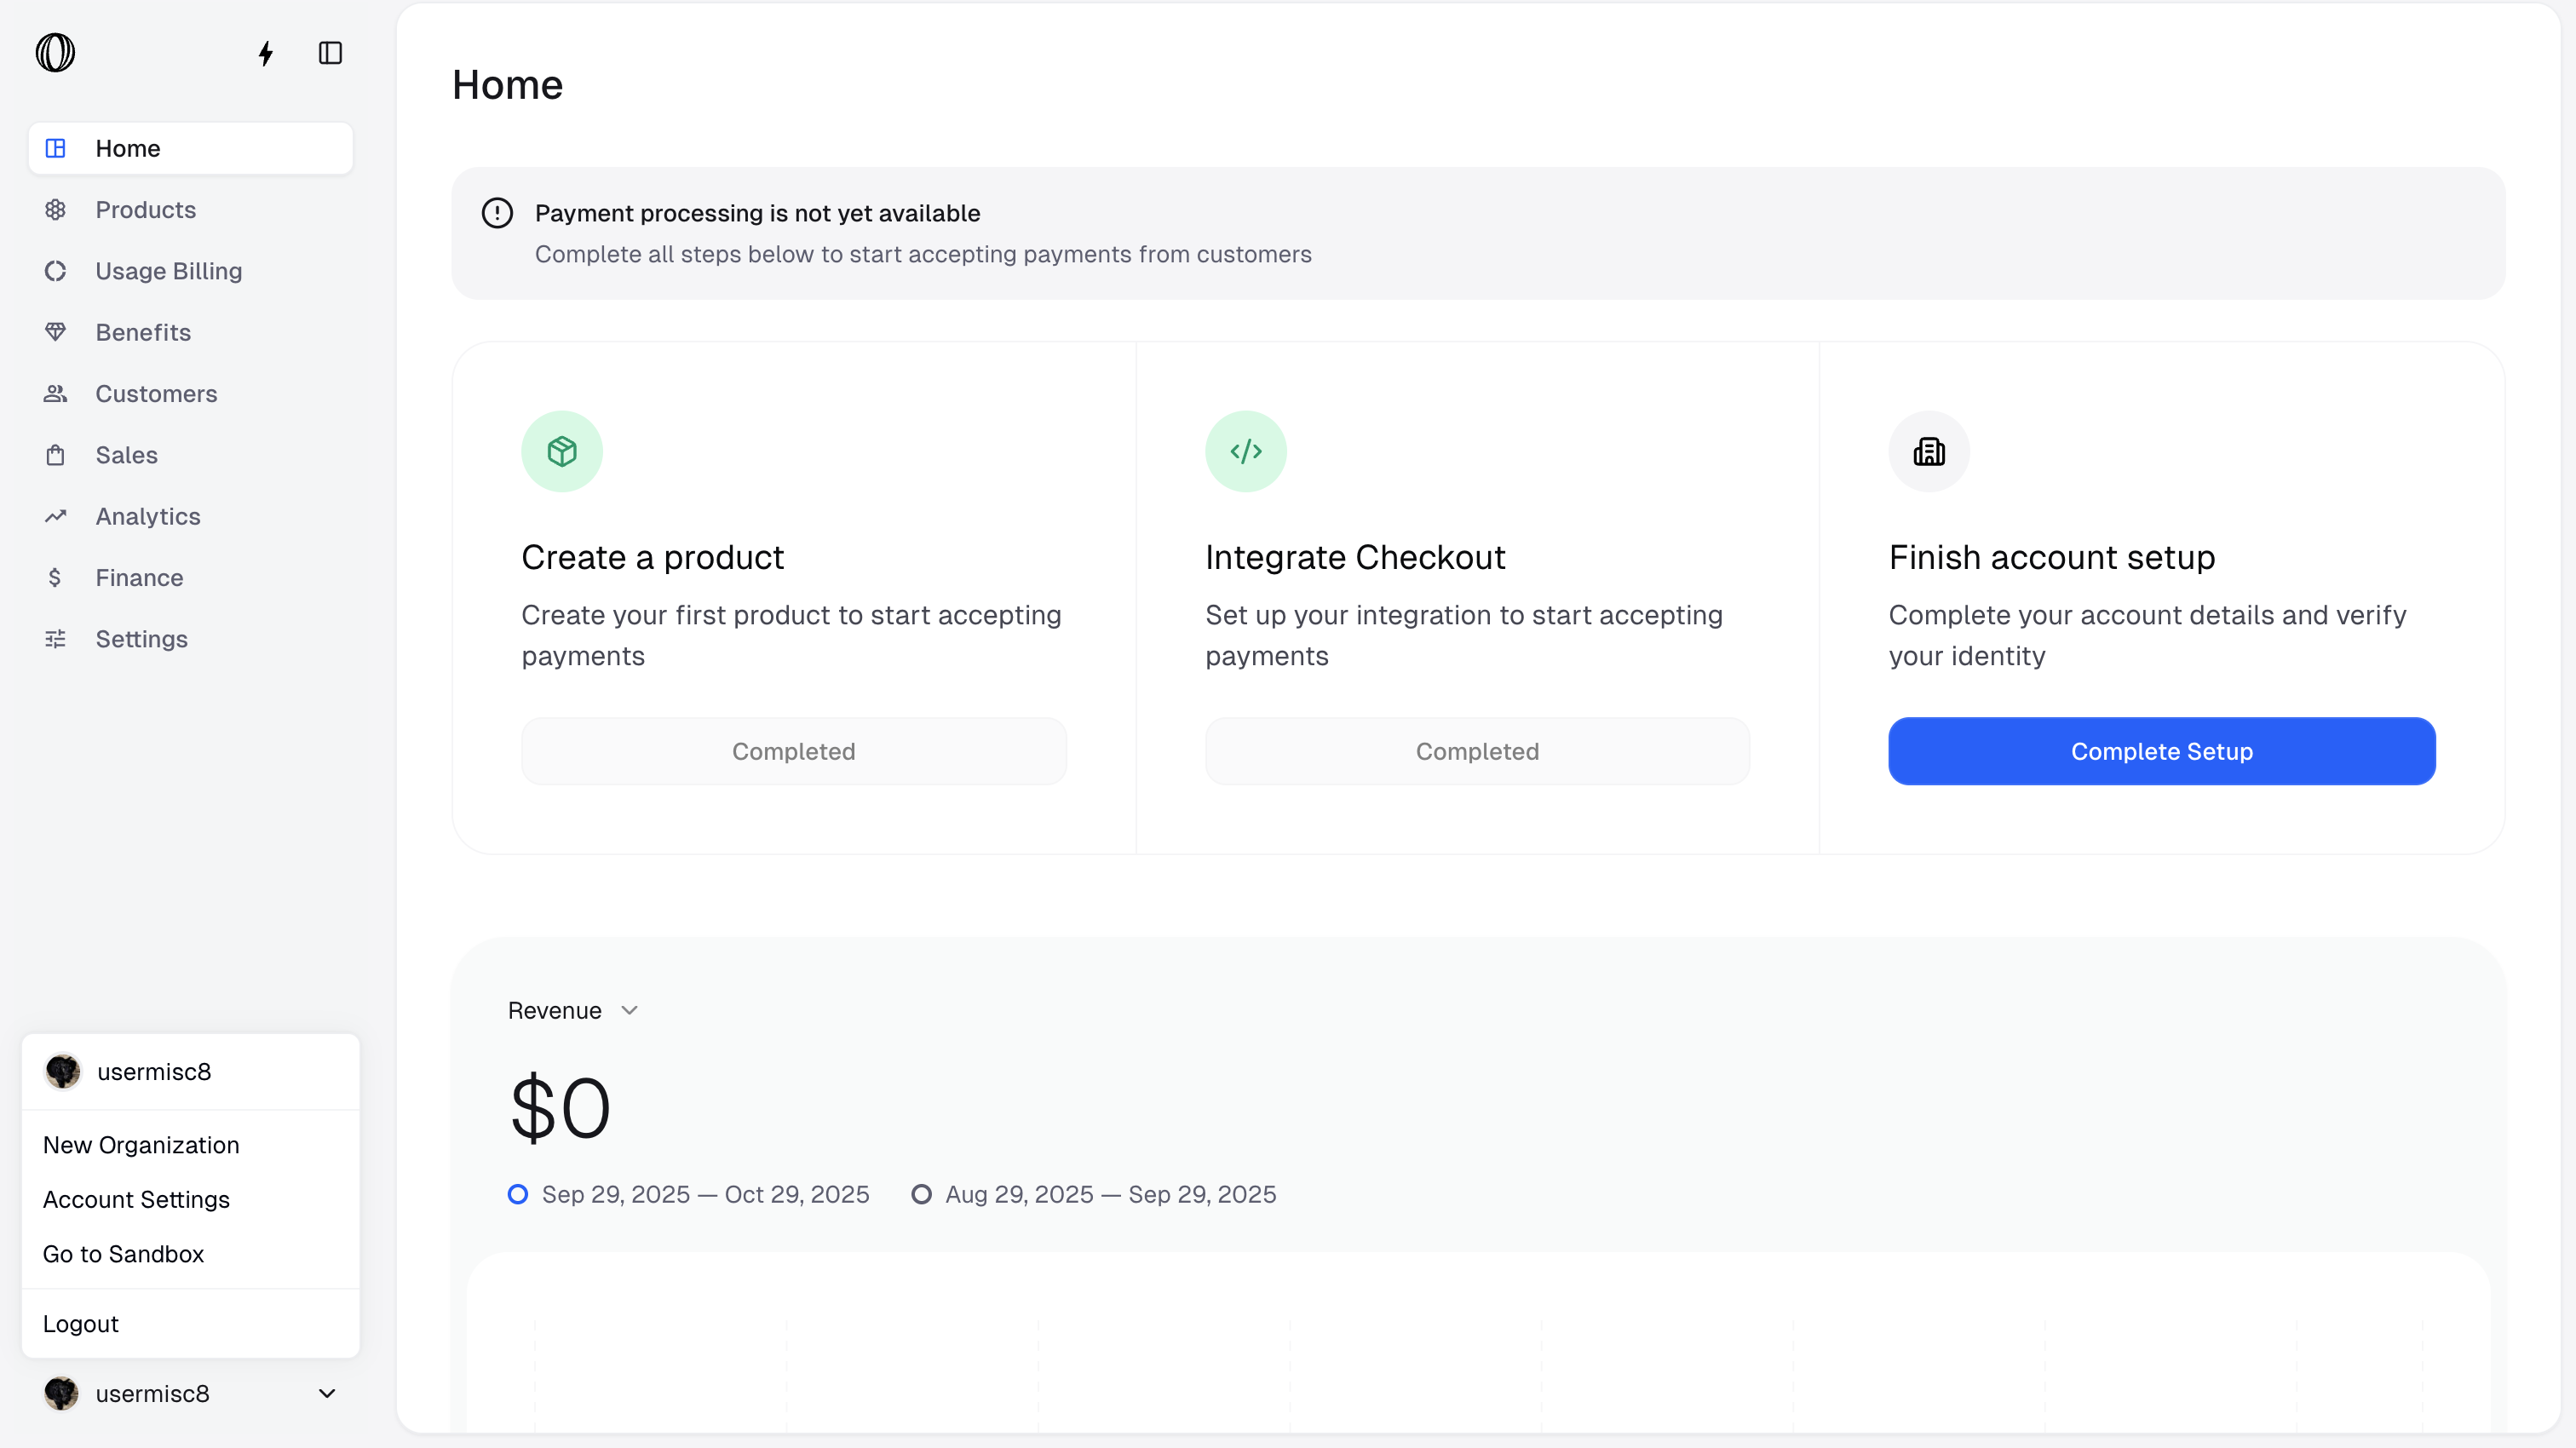 Home
Products
Usage Billing
Benefits
Customers
Sales
Analytics
Finance
Settings
usermisc8
New Organization
Account Settings
Go to Sandbox
Logout
usermisc8
Home
Payment processing is not yet available
Complete all steps below to start accepting payments from customers
Create a product
Create your first product to start accepting
payments
Completed
Integrate Checkout
Set up your integration to start accepting
payments
Completed
Finish account setup
Complete your account details and verify
your identity
Complete Setup
Revenue
$0
Sep 29, 2025 — Oct 29, 2025
Aug 29, 2025 — Sep 29, 2025